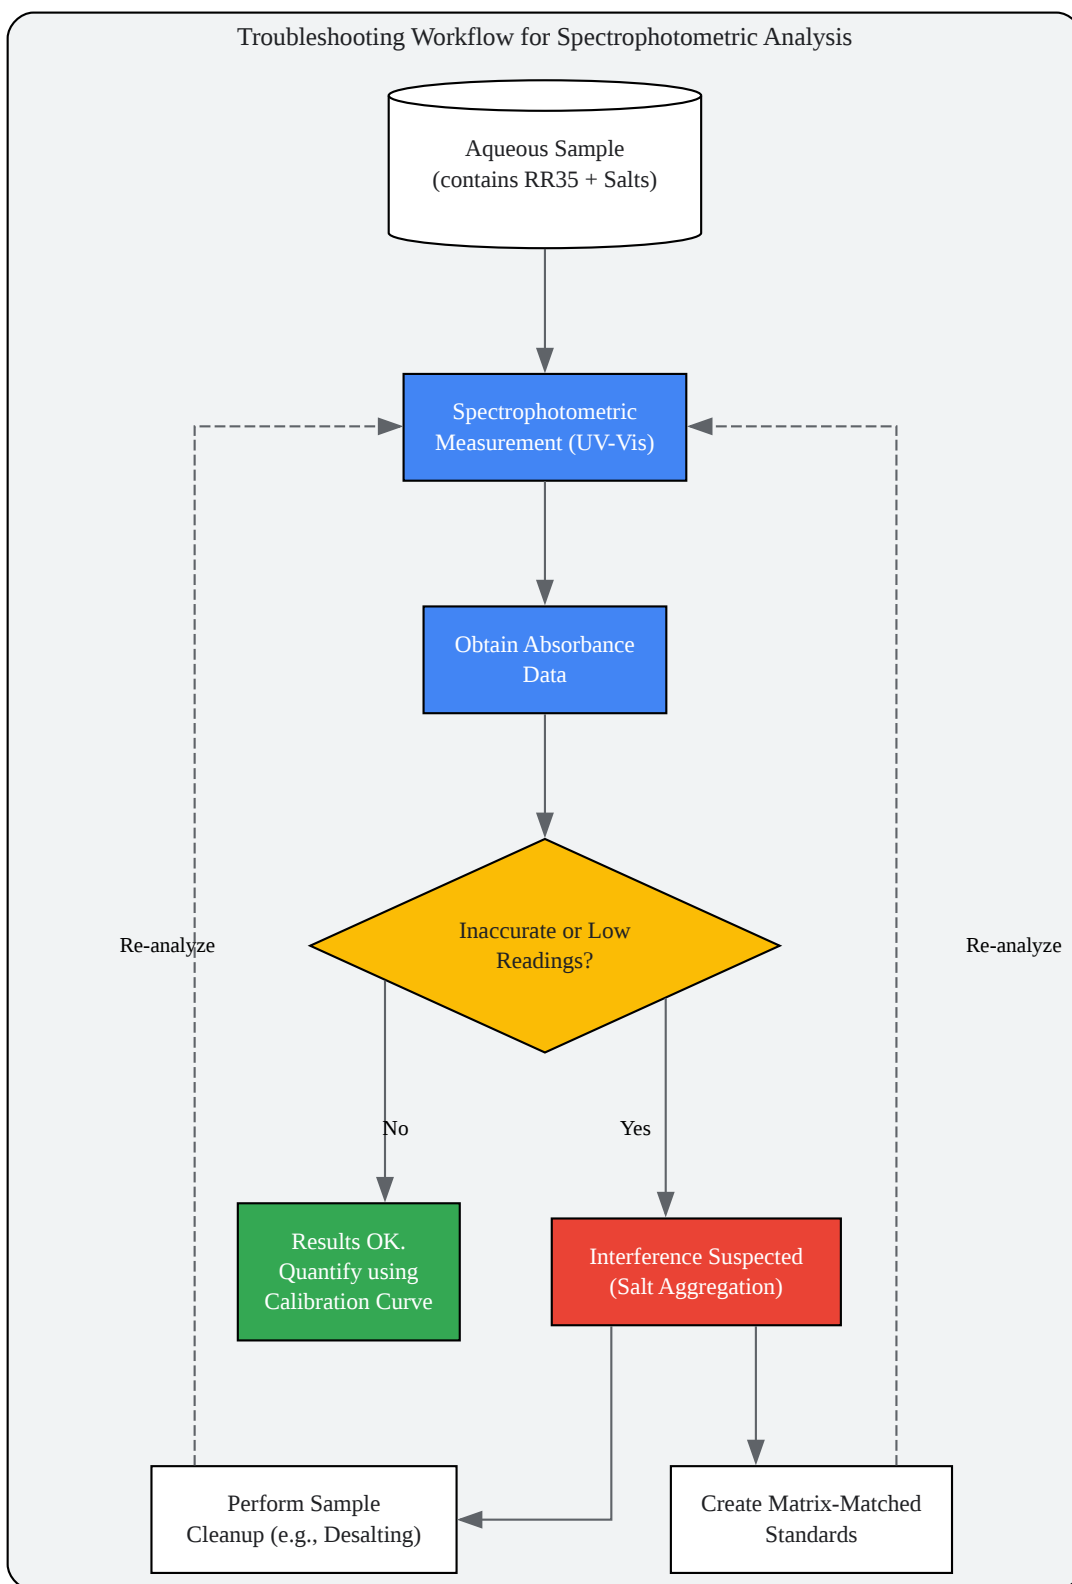 Troubleshooting Workflow for Spectrophotometric Analysis
Aqueous Sample
(contains RR35 + Salts)
Spectrophotometric
Measurement (UV-Vis)
Obtain Absorbance
Data
Inaccurate or Low
Readings?
Re-analyze
Re-analyze
No
Yes
Results OK.
Quantify using
Calibration Curve
Interference Suspected
(Salt Aggregation)
Perform Sample
Cleanup (e.g., Desalting)
Create Matrix-Matched
Standards